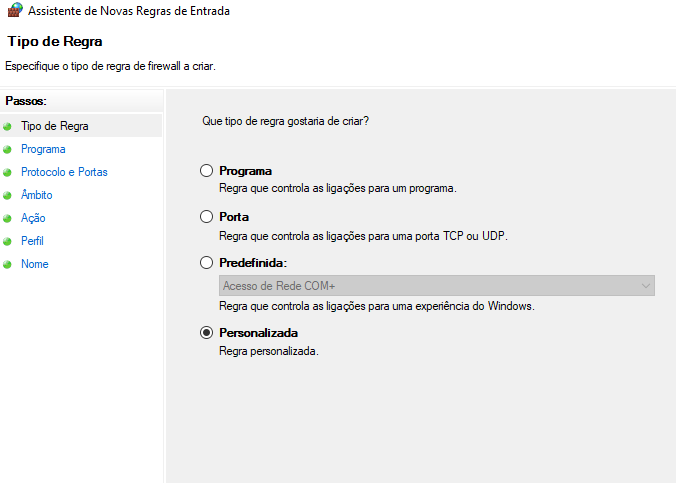 Assistente de Novas Regras de Entrada
Tipo de Regra
Especifique o tipo de regra de firewall a criar.
Passos:
Tipo de Regra
Programa
Protocolo e Portas
Âmbito
Ação
Perfil
Nome
Que tipo de regra gostaria de criar?
Programa
Regra que controla as ligações para um programa.
Porta
Regra que controla as ligações para uma porta TCP ou UDP.
Predefinida:
Acesso de Rede COM+
Regra que controla as ligações para uma experiência do Windows.
Personalizada
Regra personalizada.